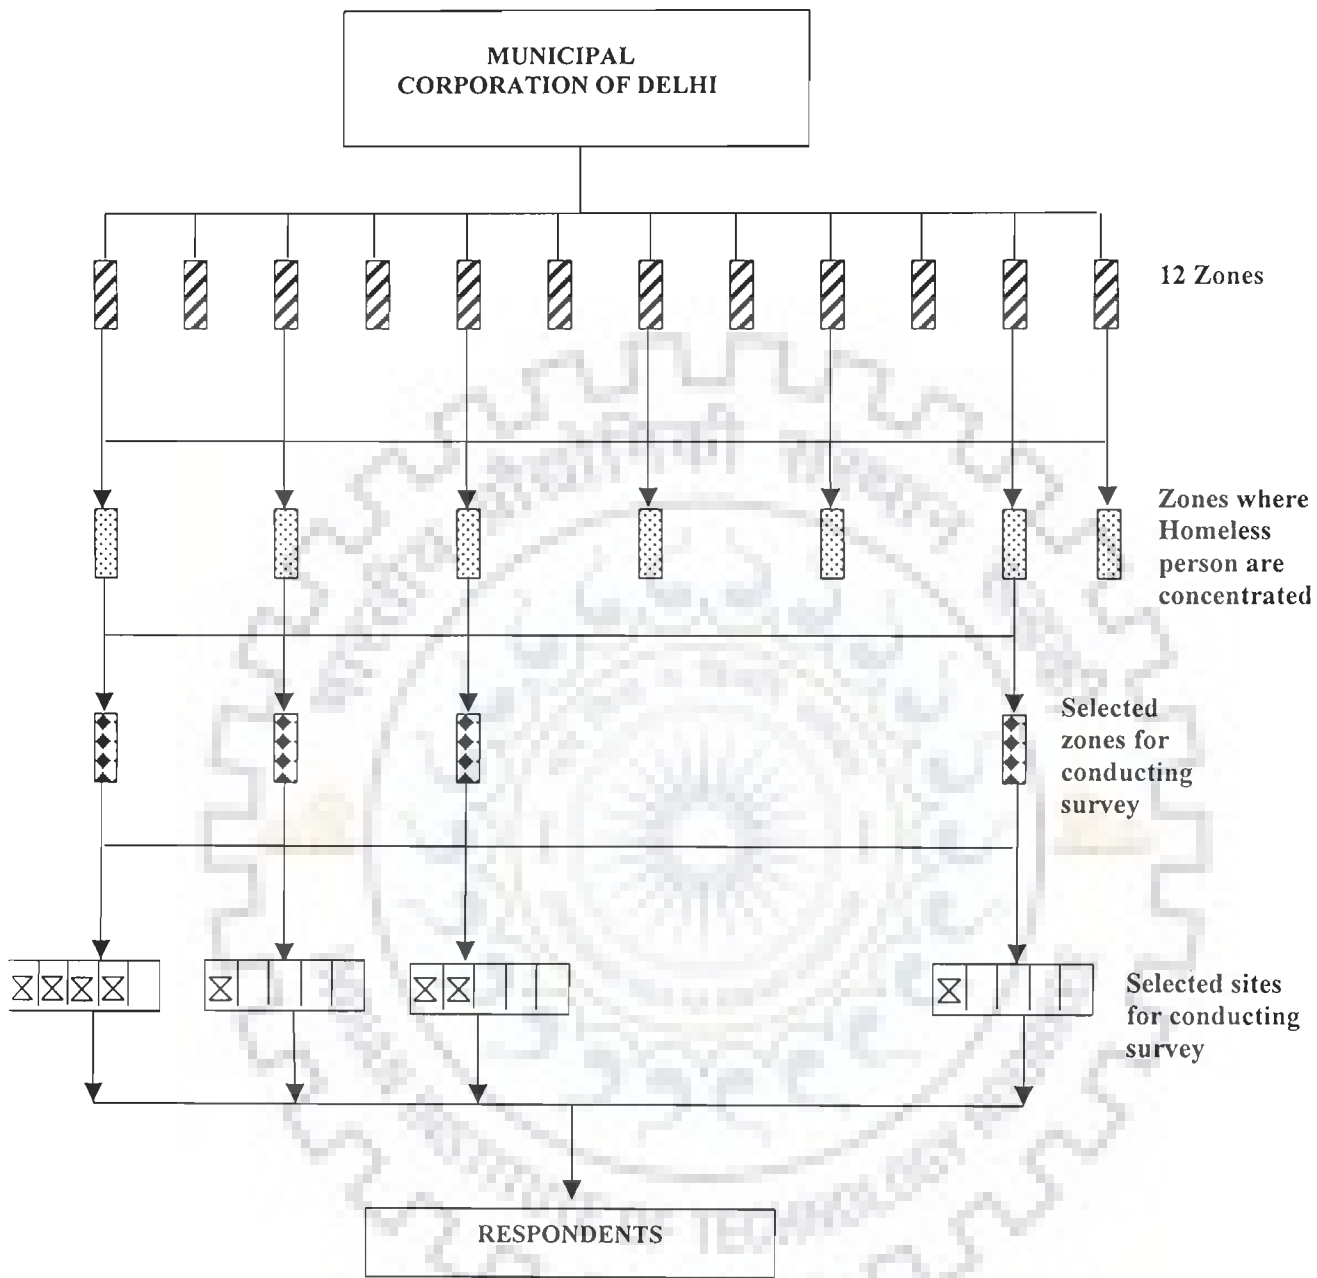 MUNICIPAL
CORPORATION OF DELHI
12 Zones
Zones where
Homeless
person are
concentrated
Selected
zones for
conducting
survey
Selected sites
for conducting
survey
RESPONDENTS
TECHNOLOGY